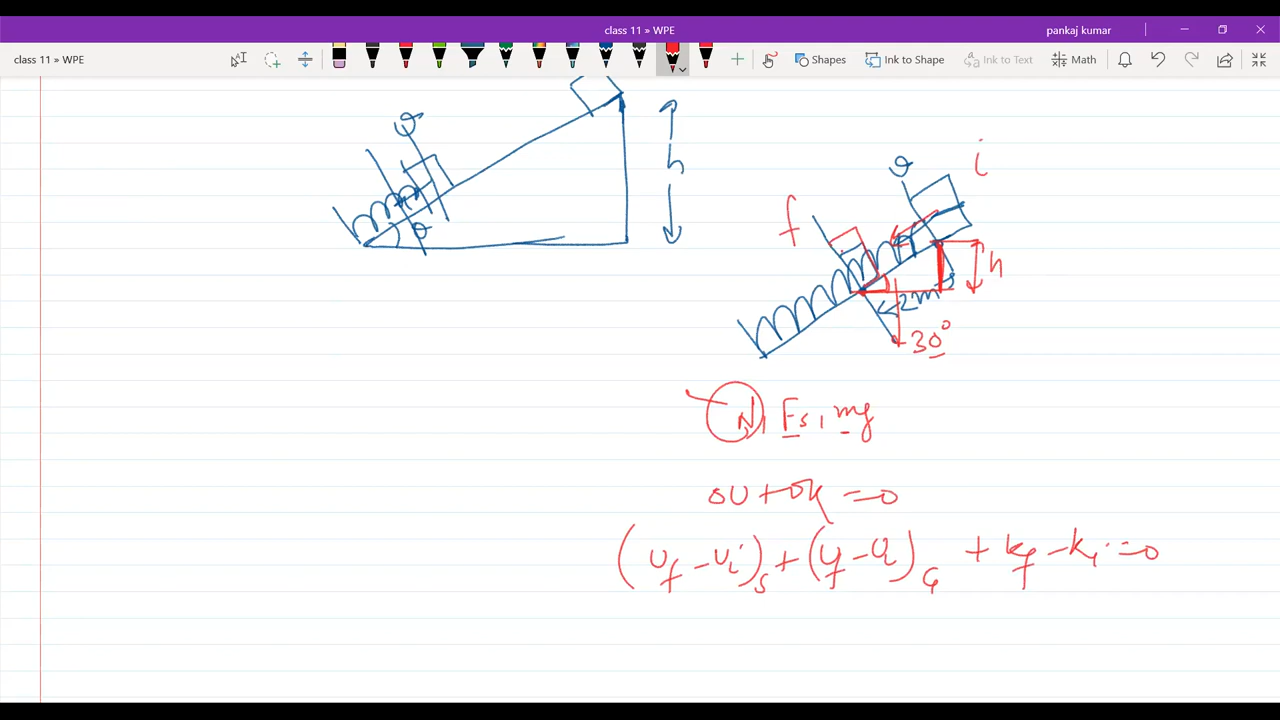 class 11 » WPE
pankaj kumar
class 11 » WPE
Shapes
Ink to Shape
Ink to Text
Math
h
θ
i
f
h
2m
30°
N, Fs, mg
ΔU + ΔK = 0
(Uf - Ui)s + (Uf - Ui)G + Kf - Ki = 0